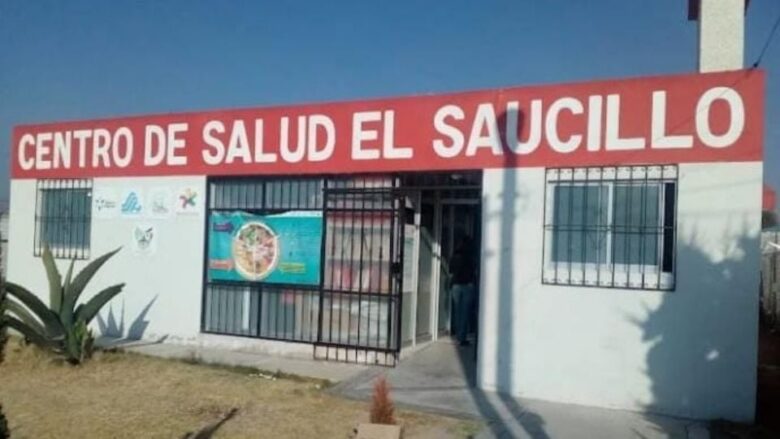 CENTRO DE SALUD EL SAUCILLO